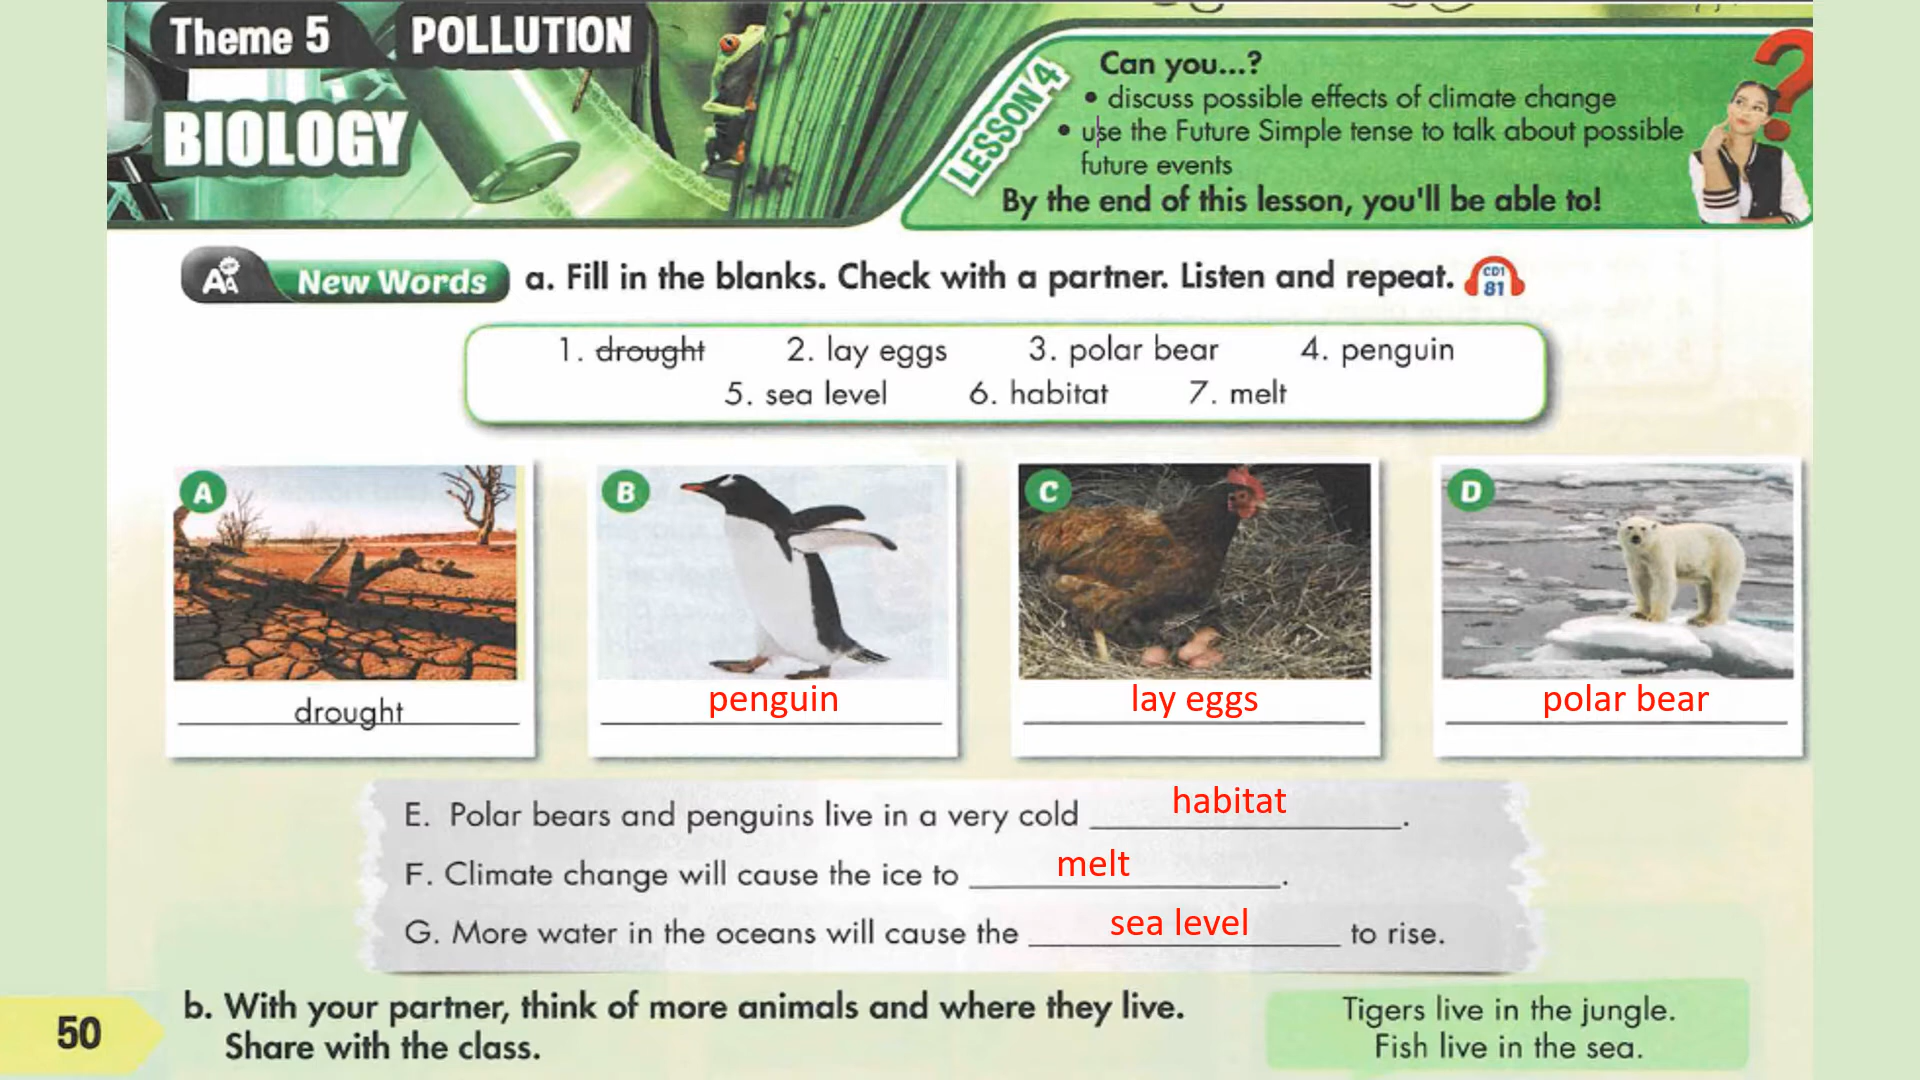 Theme 5 POLLUTION
BIOLOGY
LESSON 4
Can you...?
• discuss possible effects of climate change
• use the Future Simple tense to talk about possible
future events
By the end of this lesson, you'll be able to!
New Words a. Fill in the blanks. Check with a partner. Listen and repeat. CD1 81
1. drought 2. lay eggs 3. polar bear 4. penguin
5. sea level 6. habitat 7. melt
A B C D
drought penguin lay eggs polar bear
E. Polar bears and penguins live in a very cold habitat.
F. Climate change will cause the ice to melt.
G. More water in the oceans will cause the sea level to rise.
b. With your partner, think of more animals and where they live.
Share with the class.
Tigers live in the jungle.
Fish live in the sea.
50